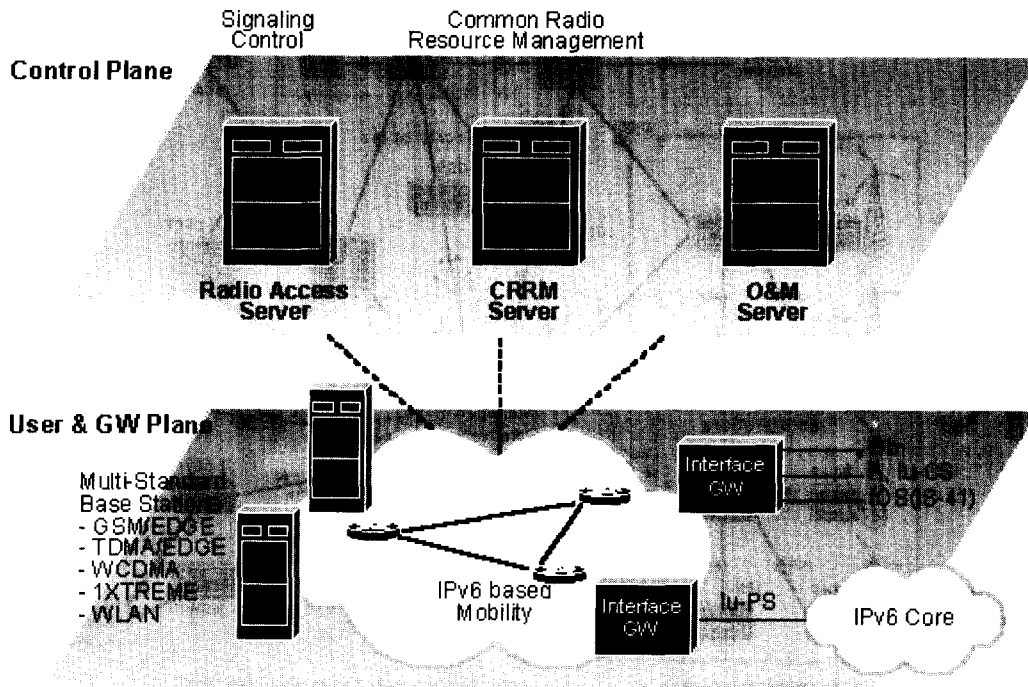 Signaling
Control
Common Radio
Resource Management
Control Plane
Radio Access
Server
CRRM
Server
O&M
Server
User & GW Plane
Multi-Standard
Base Stations
- GSM/EDGE
- TDMA/EDGE
- WCDMA
- 1XTREME
- WLAN
IPv6 based
Mobility
Interface
GW
A, Iu-CS
IOS(IS-41)
Interface
GW
Iu-PS
IPv6 Core